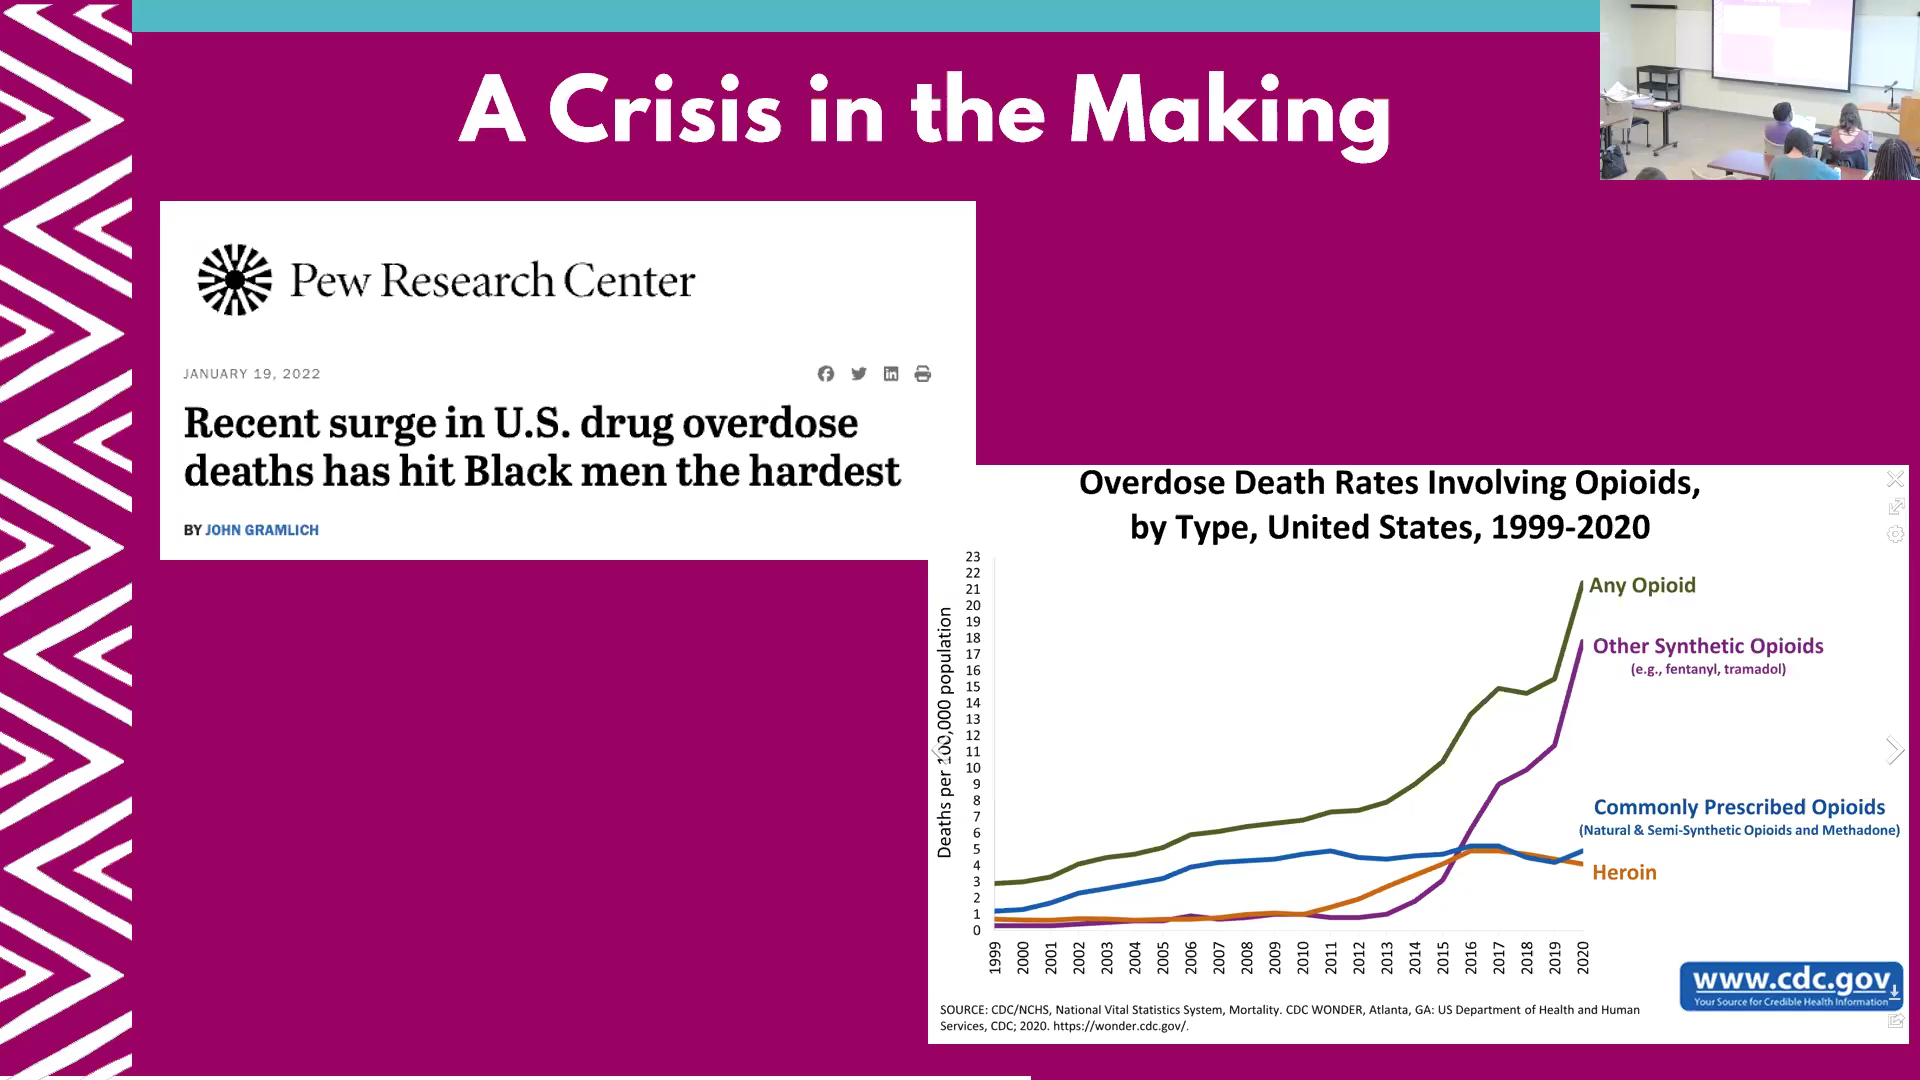 A Crisis in the Making
Pew Research Center
JANUARY 19, 2022
Recent surge in U.S. drug overdose
deaths has hit Black men the hardest
BY JOHN GRAMLICH
Overdose Death Rates Involving Opioids,
by Type, United States, 1999-2020
Deaths per 100,000 population
23
22
21
20
19
18
17
16
15
14
13
12
11
10
9
8
7
6
5
4
3
2
1
0
Any Opioid
Other Synthetic Opioids
(e.g., fentanyl, tramadol)
Commonly Prescribed Opioids
(Natural & Semi-Synthetic Opioids and Methadone)
Heroin
1999 2000 2001 2002 2003 2004 2005 2006 2007 2008 2009 2010 2011 2012 2013 2014 2015 2016 2017 2018 2019 2020
www.cdc.gov
Your Source for Credible Health Information
SOURCE: CDC/NCHS, National Vital Statistics System, Mortality. CDC WONDER, Atlanta, GA: US Department of Health and Human
Services, CDC; 2020. https://wonder.cdc.gov/.